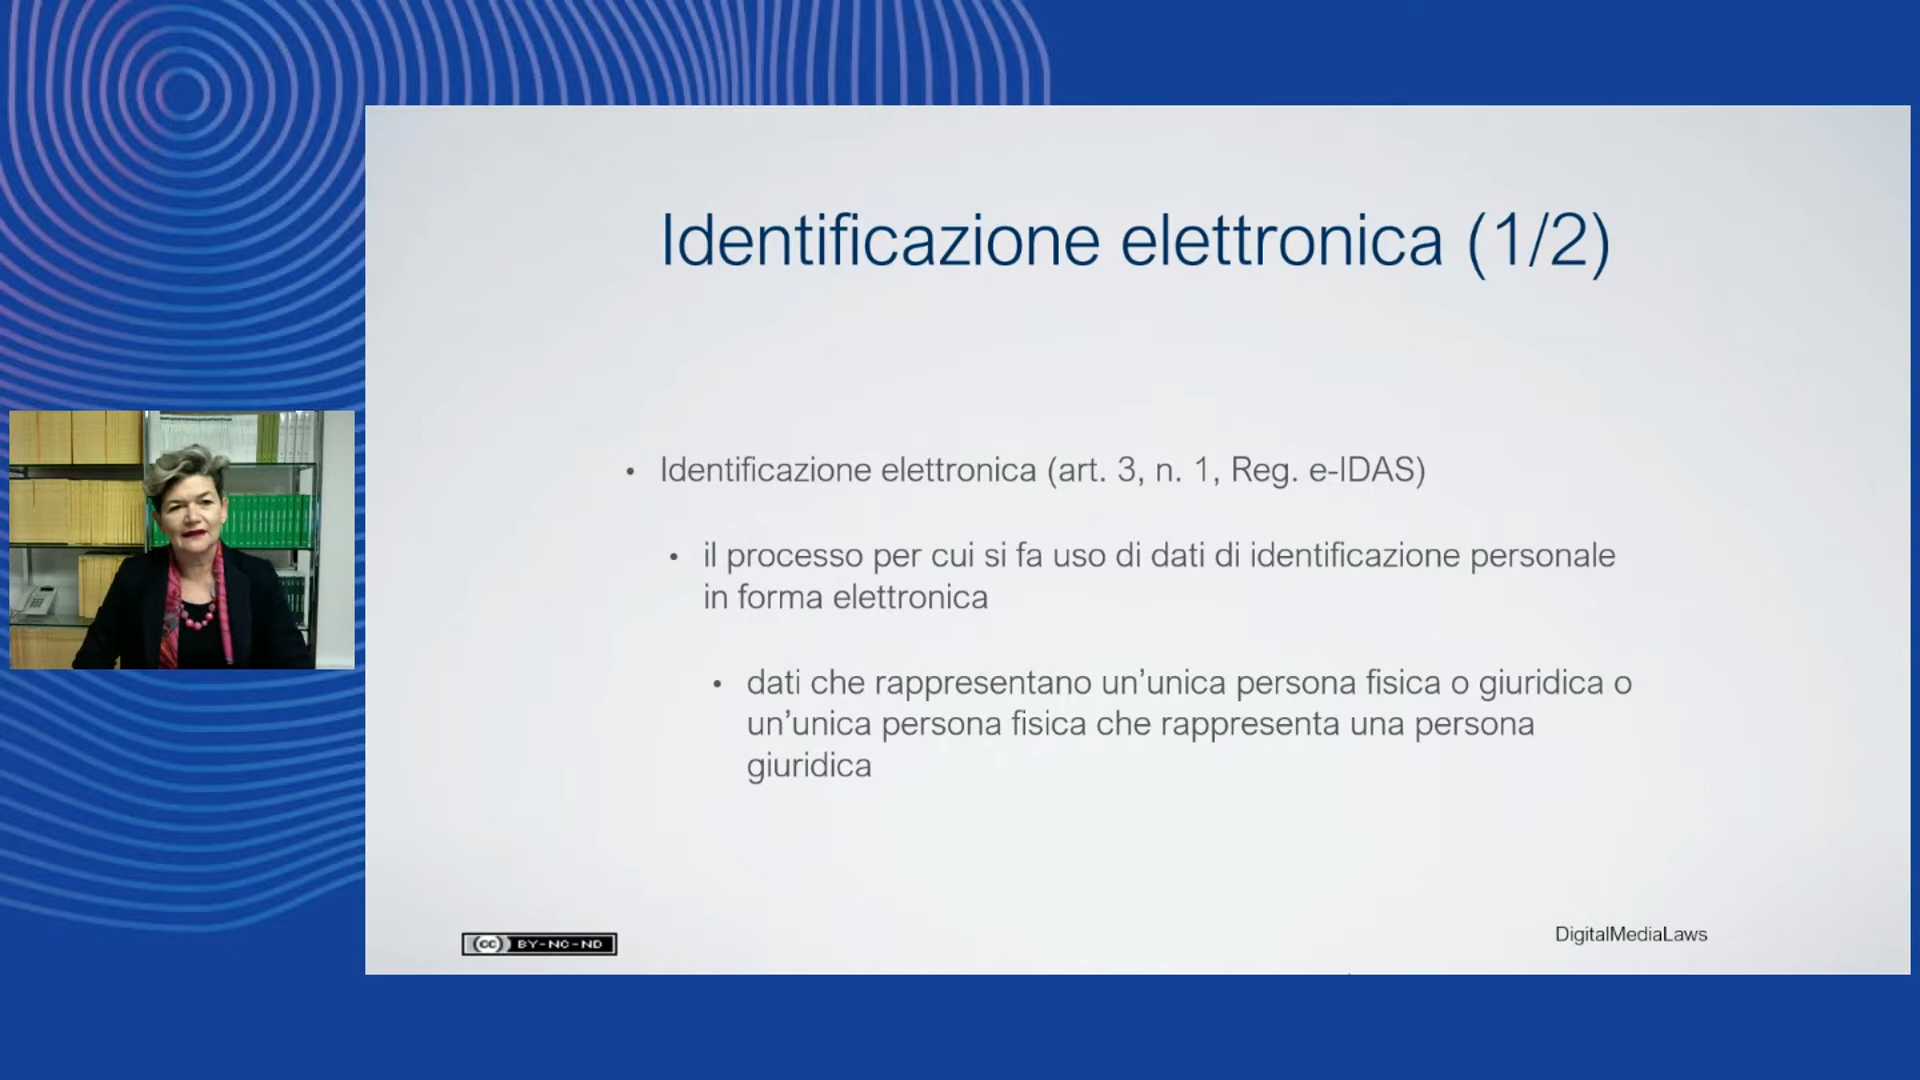 Identificazione elettronica (1/2)
• Identificazione elettronica (art. 3, n. 1, Reg. e-IDAS)
• il processo per cui si fa uso di dati di identificazione personale
in forma elettronica
• dati che rappresentano un’unica persona fisica o giuridica o
un’unica persona fisica che rappresenta una persona
giuridica
cc BY-NC-ND
DigitalMediaLaws